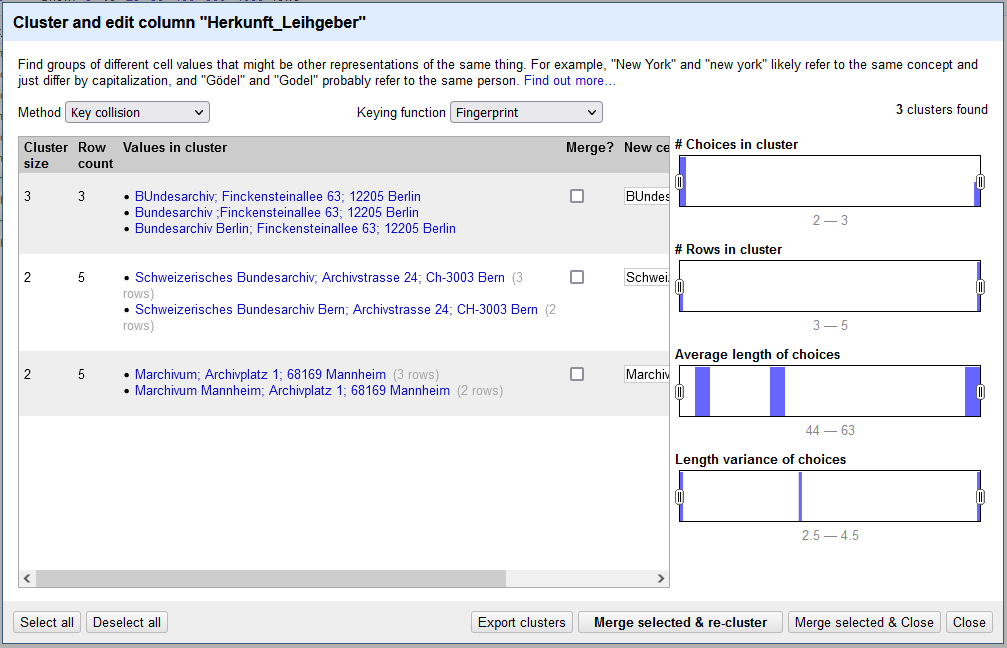 Cluster and edit column "Herkunft_Leihgeber"
Find groups of different cell values that might be other representations of the same thing. For example, "New York" and "new york" likely refer to the same concept and
just differ by capitalization, and "Gödel" and "Godel" probably refer to the same person. Find out more…
Method Key collision Keying function Fingerprint 3 clusters found
Cluster size Row count Values in cluster Merge? New ce
3 3 • BUndesarchiv; Finckensteinallee 63; 12205 Berlin BUndes
• Bundesarchiv ;Finckensteinallee 63; 12205 Berlin
• Bundesarchiv Berlin; Finckensteinallee 63; 12205 Berlin
2 5 • Schweizerisches Bundesarchiv; Archivstrasse 24; Ch-3003 Bern (3 Schwei
rows)
• Schweizerisches Bundesarchiv Bern; Archivstrasse 24; CH-3003 Bern (2
rows)
2 5 • Marchivum; Archivplatz 1; 68169 Mannheim (3 rows) Marchiv
• Marchivum Mannheim; Archivplatz 1; 68169 Mannheim (2 rows)
# Choices in cluster
2 — 3
# Rows in cluster
3 — 5
Average length of choices
44 — 63
Length variance of choices
2.5 — 4.5
Select all Deselect all Export clusters Merge selected & re-cluster Merge selected & Close Close